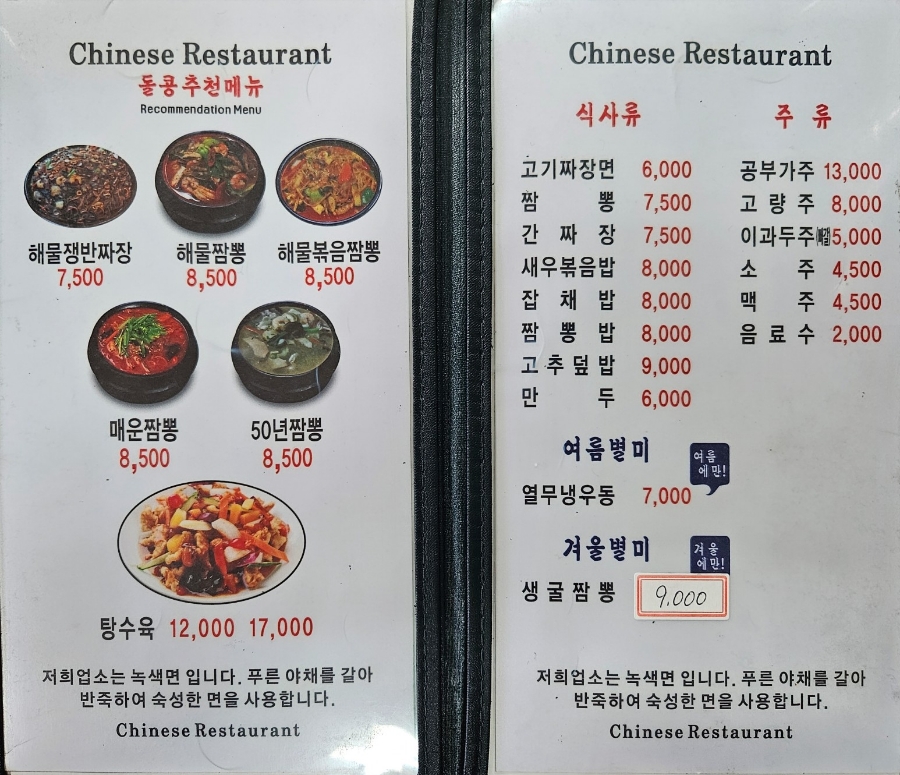 Chinese Restaurant
돌콩추천메뉴
Recommendation Menu
해물쟁반짜장 해물짬뽕 해물볶음짬뽕
7,500 8,500 8,500
매운짬뽕 50년짬뽕
8,500 8,500
탕수육 12,000 17,000
저희업소는 녹색면 입니다. 푸른 야채를 갈아
반죽하여 숙성한 면을 사용합니다.
Chinese Restaurant
Chinese Restaurant
식사류
고기짜장면 6,000
짬뽕 7,500
간짜장 7,500
새우볶음밥 8,000
잡채밥 8,000
짬뽕밥 8,000
고추덮밥 9,000
만두 6,000
주류
공부가주 13,000
고량주 8,000
이과두주(빼갈) 5,000
소주 4,500
맥주 4,500
음료수 2,000
여름별미
여름
에만!
열무냉우동 7,000
겨울별미
겨울
에만!
생굴짬뽕 9.000
저희업소는 녹색면 입니다. 푸른 야채를 갈아
반죽하여 숙성한 면을 사용합니다.
Chinese Restaurant